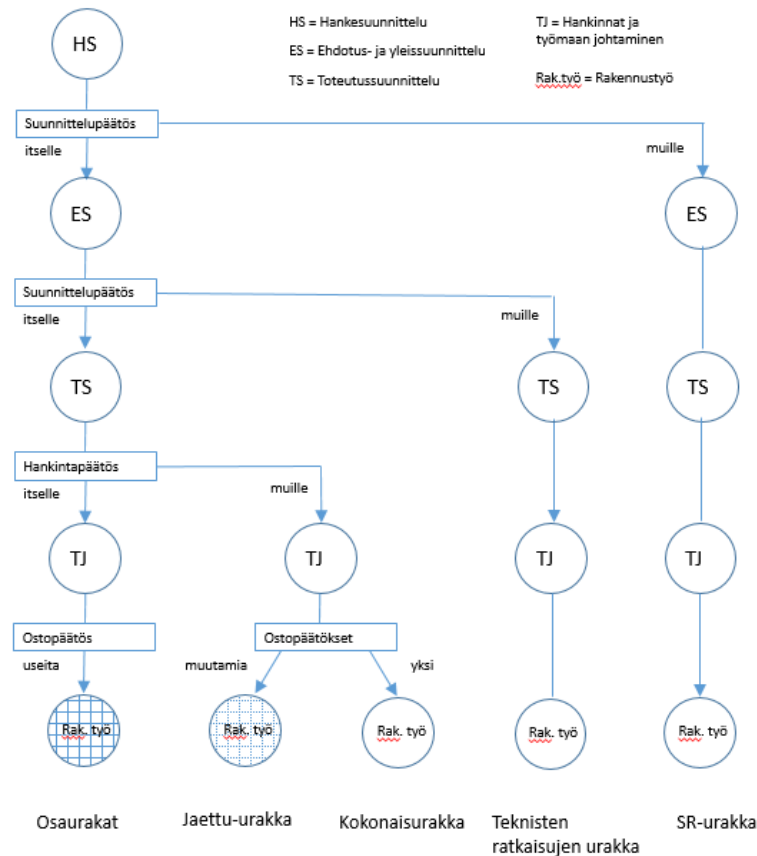 HS
HS = Hankesuunnittelu
ES = Ehdotus- ja yleissuunnittelu
TS = Toteutussuunnittelu
TJ = Hankinnat ja
työmaan johtaminen
Rak.työ = Rakennustyö
Suunnittelupäätös
itselle
muille
ES
ES
Suunnittelupäätös
itselle
muille
TS
TS
TS
Hankintapäätös
itselle
muille
TJ
TJ
TJ
TJ
Ostopäätös
Ostopäätökset
useita
muutamia
yksi
Rak. työ
Rak. työ
Rak. työ
Rak. työ
Rak. työ
Osaurakat
Jaettu-urakka
Kokonaisurakka
Teknisten
ratkaisujen urakka
SR-urakka